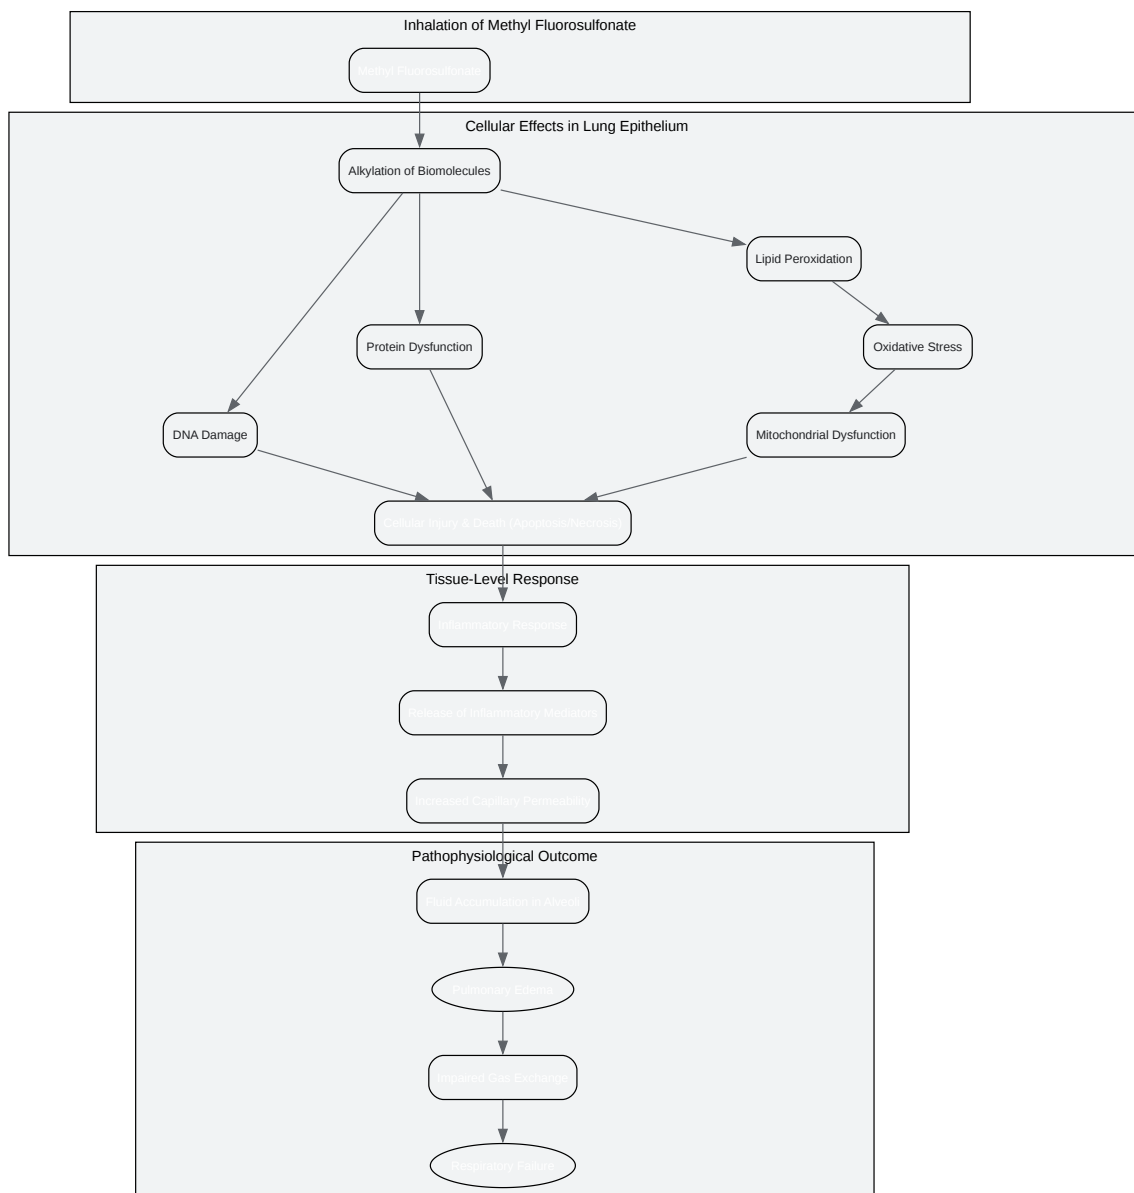 Inhalation of Methyl Fluorosulfonate
Methyl Fluorosulfonate
Cellular Effects in Lung Epithelium
Alkylation of Biomolecules
Lipid Peroxidation
Protein Dysfunction
Oxidative Stress
DNA Damage
Mitochondrial Dysfunction
Cellular Injury & Death (Apoptosis/Necrosis)
Tissue-Level Response
Inflammatory Response
Release of Inflammatory Mediators
Increased Capillary Permeability
Pathophysiological Outcome
Fluid Accumulation in Alveoli
Pulmonary Edema
Impaired Gas Exchange
Respiratory Failure